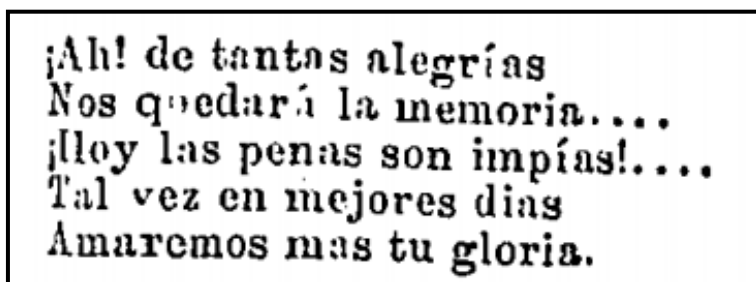 ¡Ah! de tantas alegrías
Nos quedará la memoria....
¡Hoy las penas son impías!....
Tal vez en mejores dias
Amaremos mas tu gloria.